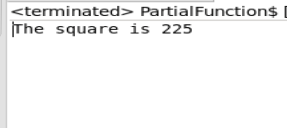 <terminated> PartialFunction$ [
The square is 225